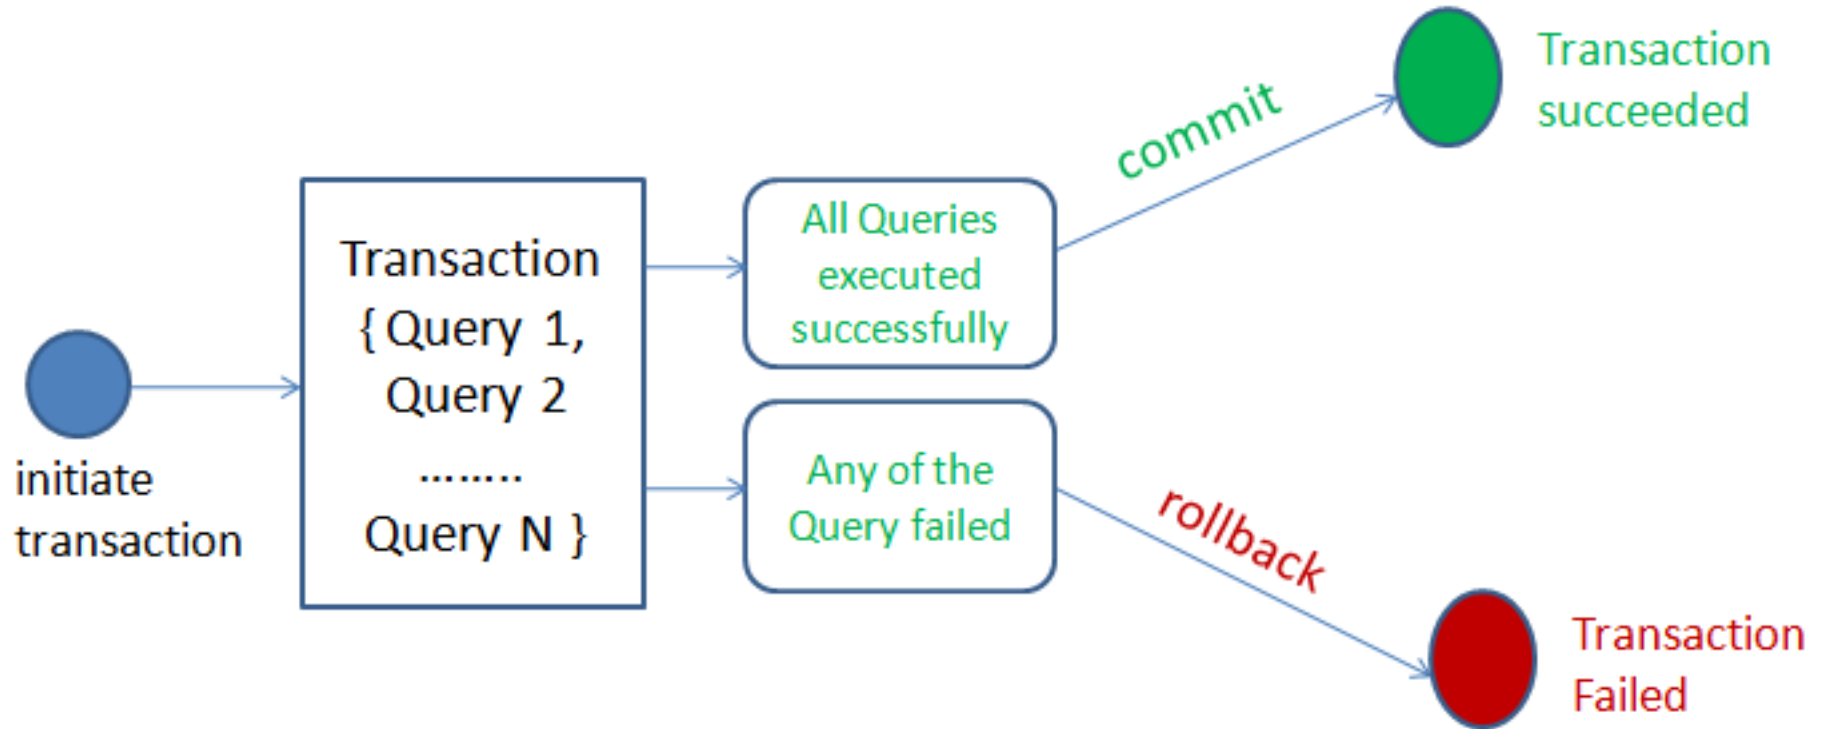 initiate
transaction
Transaction
{ Query 1,
Query 2
........
Query N }
All Queries
executed
successfully
Any of the
Query failed
commit
rollback
Transaction
succeeded
Transaction
Failed